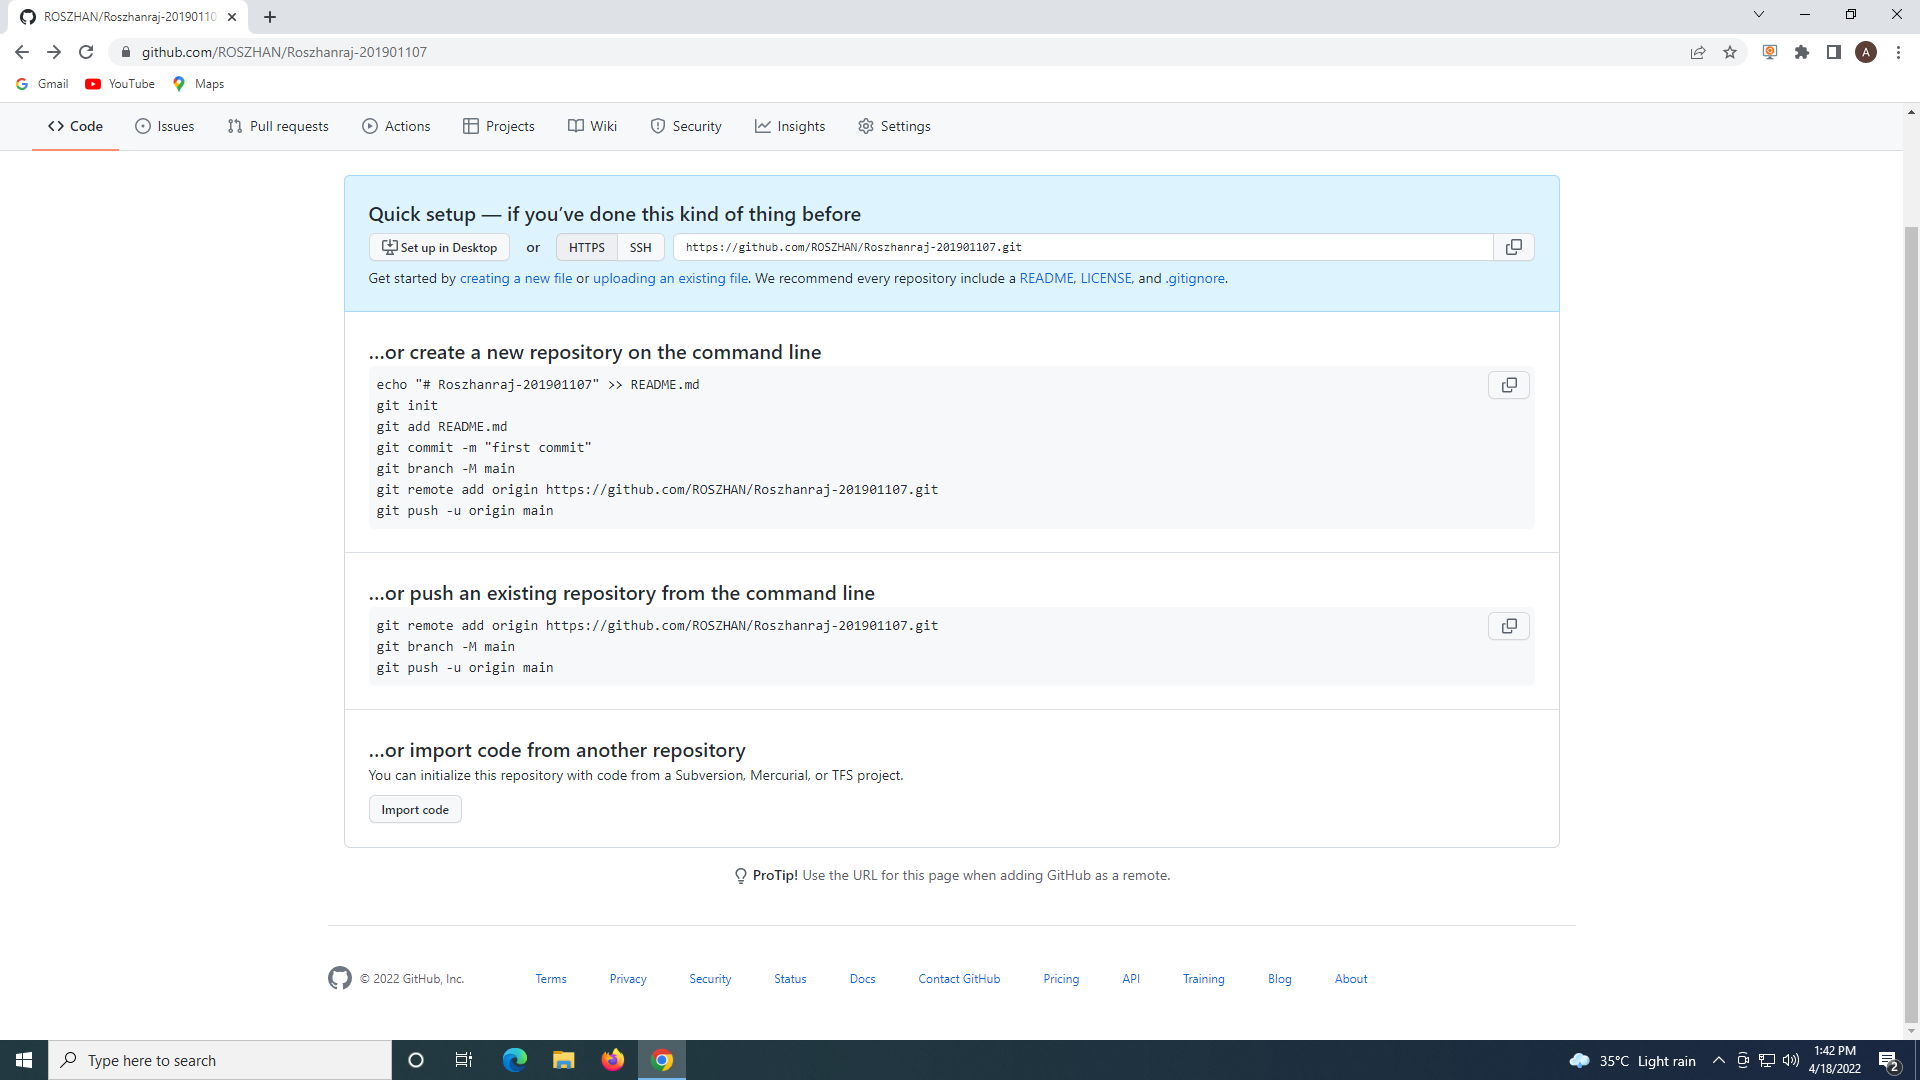 ROSZHAN/Roszhanraj-20190110
github.com/ROSZHAN/Roszhanraj-201901107
A
Gmail YouTube Maps
Code Issues Pull requests Actions Projects Wiki Security Insights Settings
Quick setup — if you’ve done this kind of thing before
Set up in Desktop or HTTPS SSH https://github.com/ROSZHAN/Roszhanraj-201901107.git
Get started by creating a new file or uploading an existing file. We recommend every repository include a README, LICENSE, and .gitignore.
…or create a new repository on the command line
echo "# Roszhanraj-201901107" >> README.md
git init
git add README.md
git commit -m "first commit"
git branch -M main
git remote add origin https://github.com/ROSZHAN/Roszhanraj-201901107.git
git push -u origin main
…or push an existing repository from the command line
git remote add origin https://github.com/ROSZHAN/Roszhanraj-201901107.git
git branch -M main
git push -u origin main
…or import code from another repository
You can initialize this repository with code from a Subversion, Mercurial, or TFS project.
Import code
ProTip! Use the URL for this page when adding GitHub as a remote.
© 2022 GitHub, Inc. Terms Privacy Security Status Docs Contact GitHub Pricing API Training Blog About
Type here to search
35°C Light rain
1:42 PM
4/18/2022
2